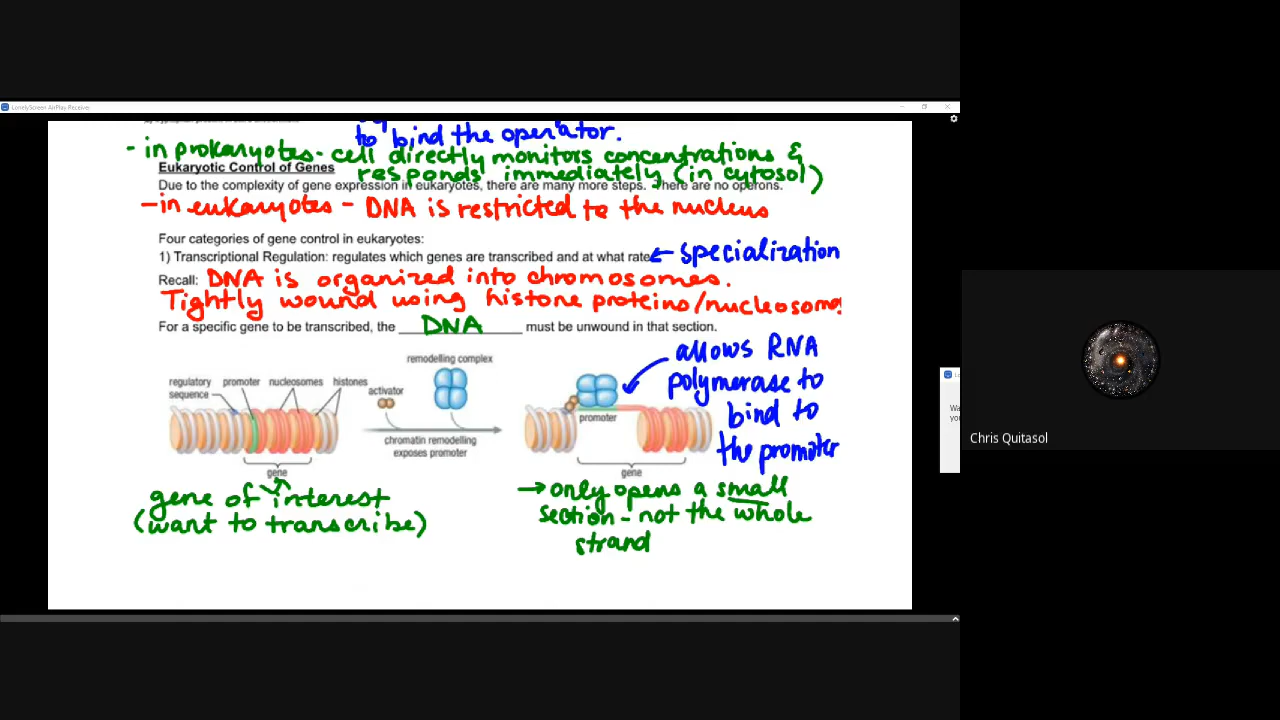 LonelyScreen AirPlay Receiver
to bind the operator.
- in prokaryotes - cell directly monitors concentrations &
responds immediately (in cytosol)
Eukaryotic Control of Genes
Due to the complexity of gene expression in eukaryotes, there are many more steps. There are no operons.
- in eukaryotes - DNA is restricted to the nucleus
Four categories of gene control in eukaryotes:
1) Transcriptional Regulation: regulates which genes are transcribed and at what rate ← specialization
Recall: DNA is organized into chromosomes.
Tightly wound using histone proteins/nucleosomes
For a specific gene to be transcribed, the DNA must be unwound in that section.
allows RNA
polymerase to
bind to
the promoter
remodelling complex
regulatory
sequence
promoter
nucleosomes
histones
activator
promoter
chromatin remodelling
exposes promoter
gene
gene
gene of interest
(want to transcribe)
→ only opens a small
section - not the whole
strand
Chris Quitasol